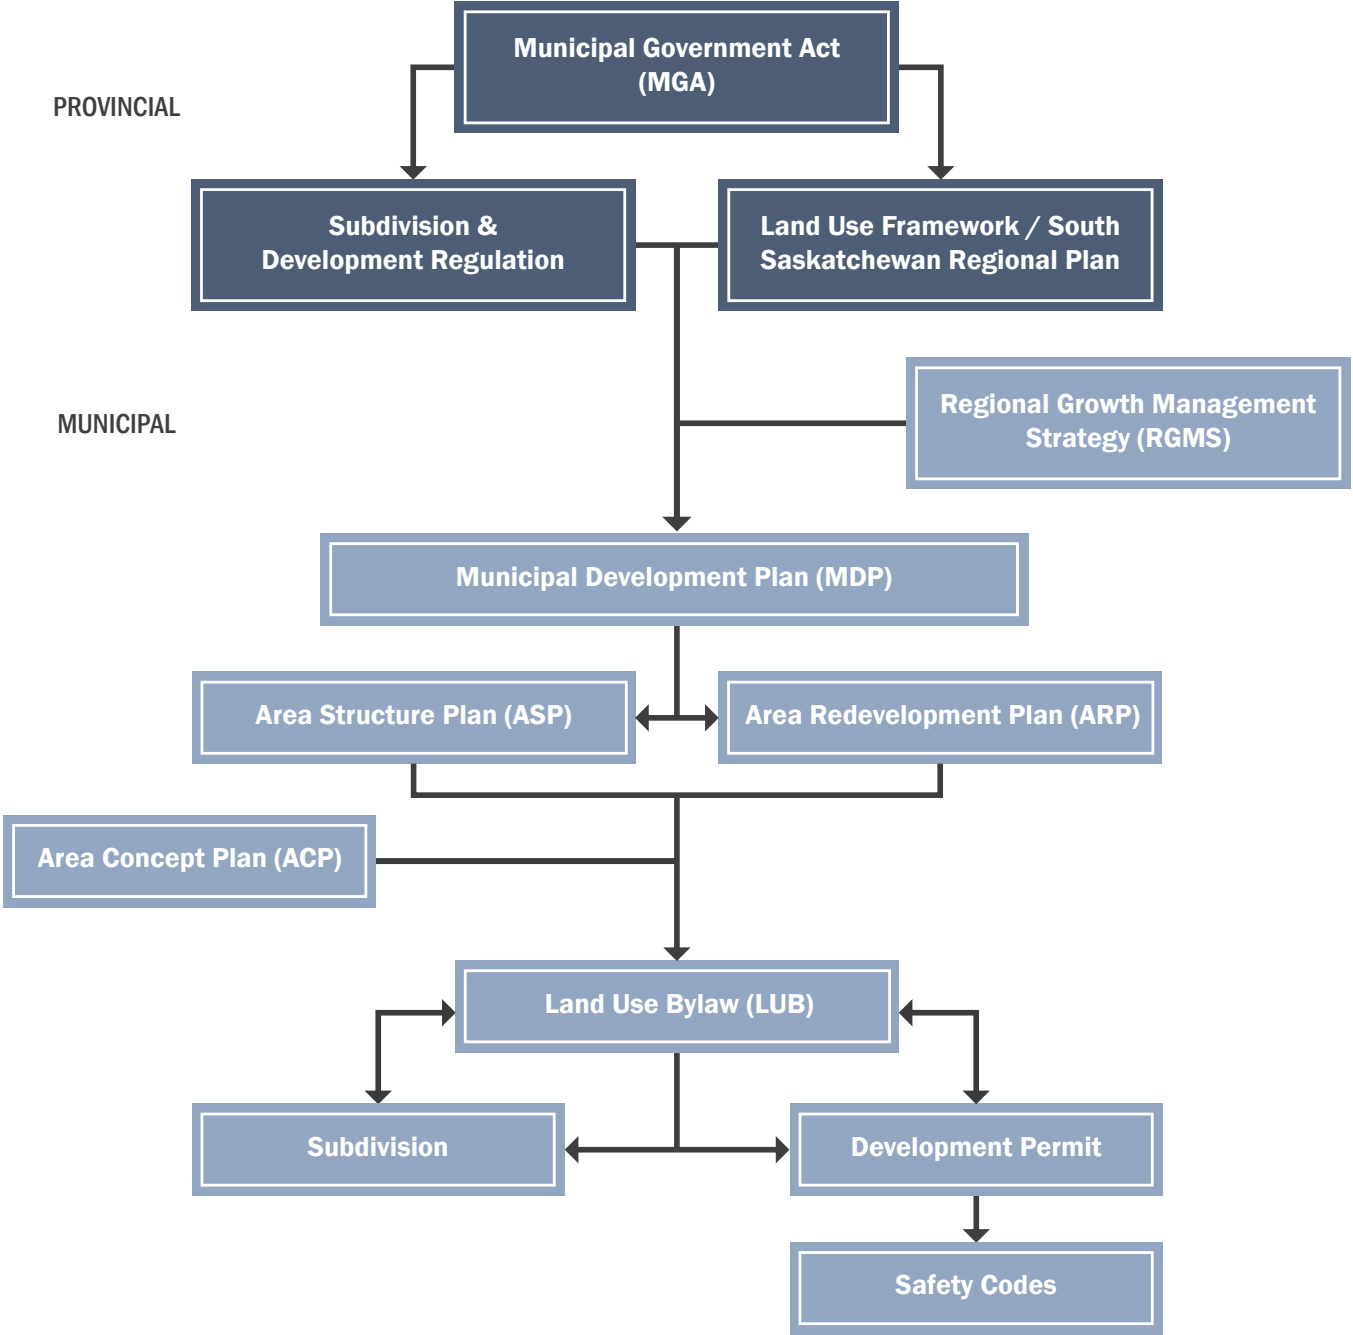 Municipal Government Act
(MGA)
PROVINCIAL
Subdivision &
Development Regulation
Land Use Framework / South
Saskatchewan Regional Plan
Regional Growth Management
Strategy (RGMS)
MUNICIPAL
Municipal Development Plan (MDP)
Area Structure Plan (ASP)
Area Redevelopment Plan (ARP)
Area Concept Plan (ACP)
Land Use Bylaw (LUB)
Subdivision
Development Permit
Safety Codes